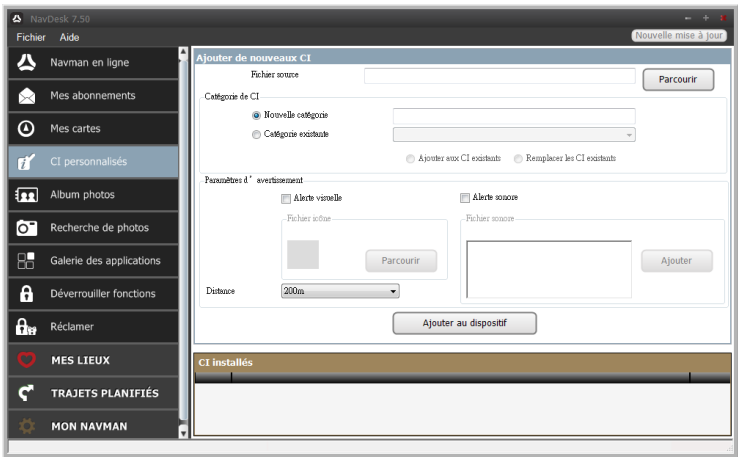 NavDesk 7.50
Fichier Aide
Nouvelle mise à jour
Navman en ligne
Mes abonnements
Mes cartes
CI personnalisés
Album photos
Recherche de photos
Galerie des applications
Déverrouiller fonctions
Réclamer
MES LIEUX
TRAJETS PLANIFIÉS
MON NAVMAN
Ajouter de nouveaux CI
Fichier source
Parcourir
Catégorie de CI
Nouvelle catégorie
Catégorie existante
Ajouter aux CI existants Remplacer les CI existants
Paramètres d' avertissement
Alerte visuelle Alerte sonore
Fichier icône Fichier sonore
Parcourir Ajouter
Distance 200m
Ajouter au dispositif
CI installés